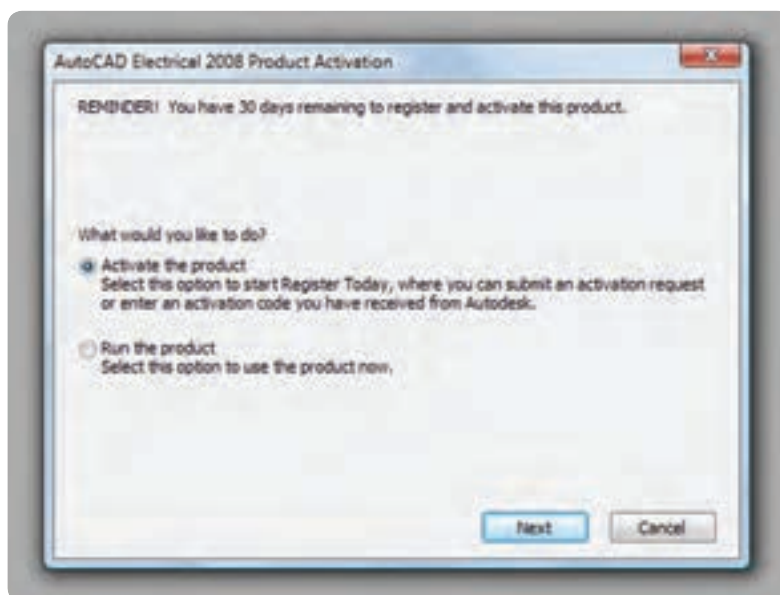 AutoCAD Electrical 2008 Product Activation
REMINDER! You have 30 days remaining to register and activate this product.
What would you like to do?
Activate the product
Select this option to start Register Today, where you can submit an activation request
or enter an activation code you have received from Autodesk.
Run the product
Select this option to use the product now.
Next Cancel